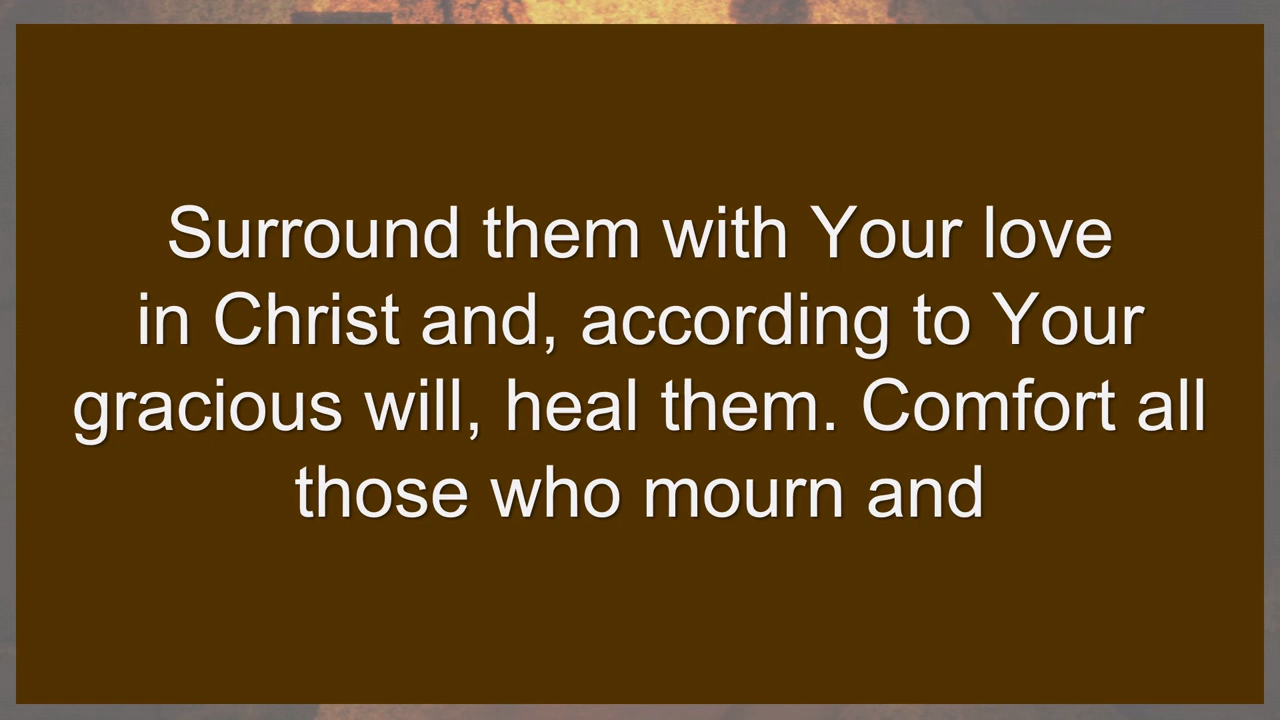 Surround them with Your love
in Christ and, according to Your
gracious will, heal them. Comfort all
those who mourn and